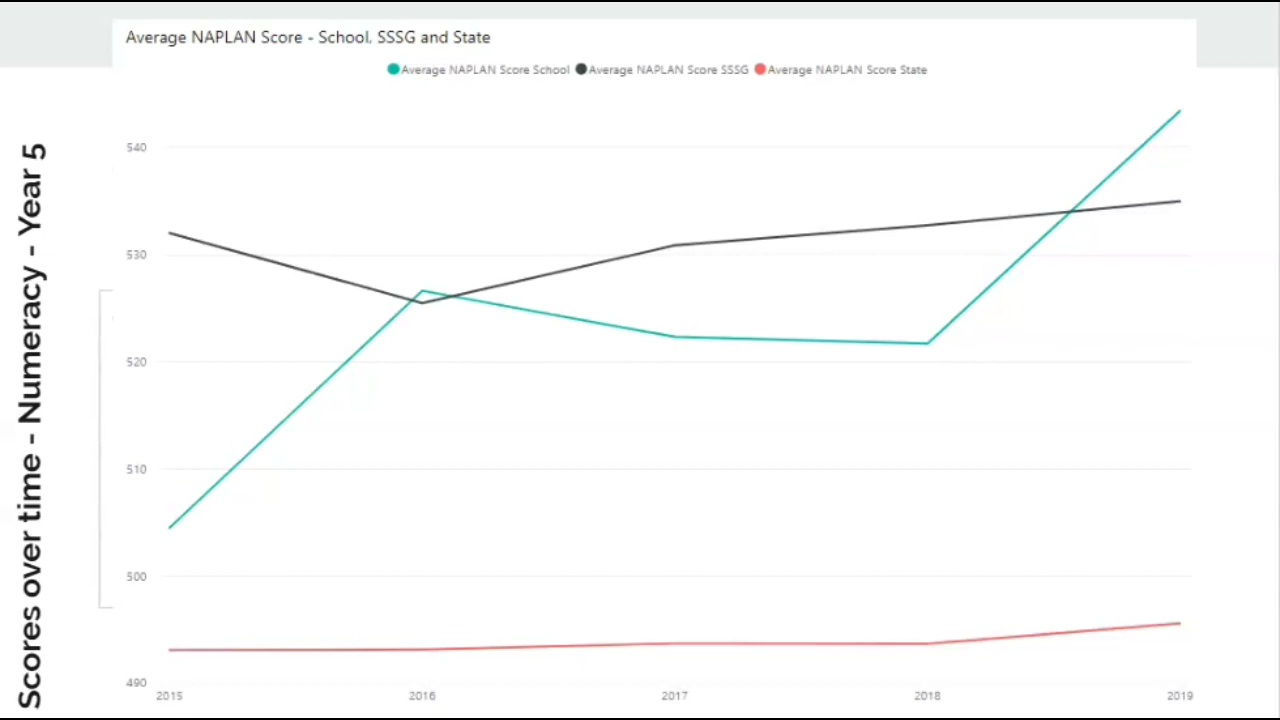 Average NAPLAN Score - School, SSSG and State
Average NAPLAN Score School Average NAPLAN Score SSSG Average NAPLAN Score State
Scores over time - Numeracy - Year 5
540
530
520
510
500
490
2015 2016 2017 2018 2019